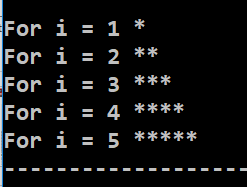 For i = 1 *
For i = 2 **
For i = 3 ***
For i = 4 ****
For i = 5 *****
--------------------